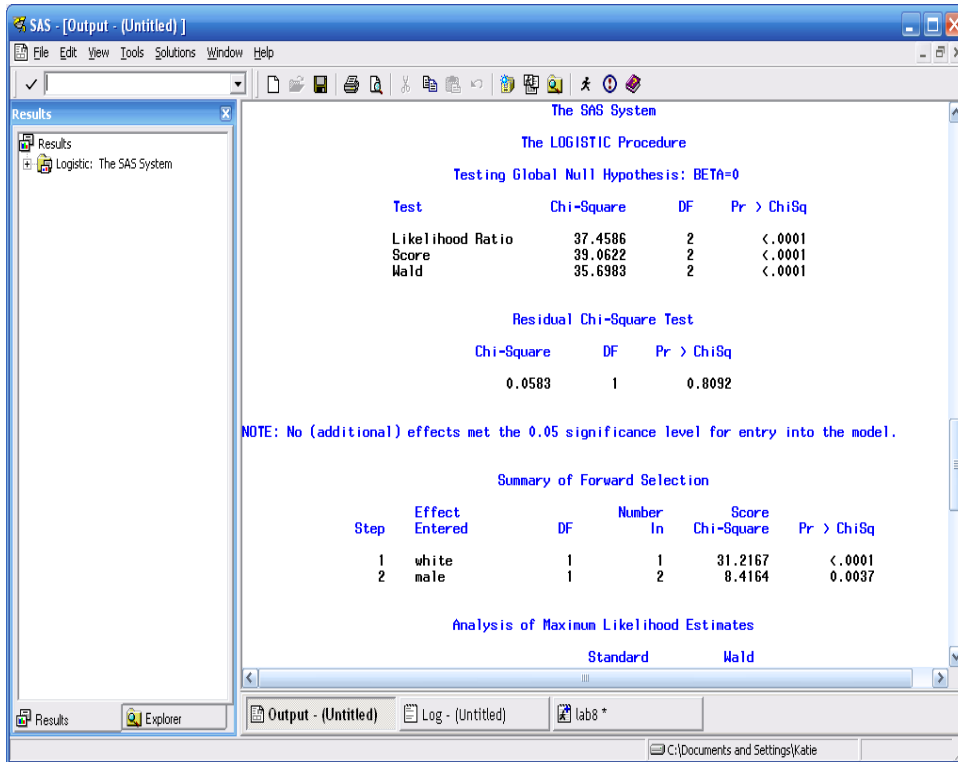 SAS - [Output - (Untitled) ]
File Edit View Tools Solutions Window Help
Results
Results
Logistic: The SAS System
The SAS System
The LOGISTIC Procedure
Testing Global Null Hypothesis: BETA=0
Test Chi-Square DF Pr > ChiSq
Likelihood Ratio 37.4586 2 <.0001
Score 39.0622 2 <.0001
Wald 35.6983 2 <.0001
Residual Chi-Square Test
Chi-Square DF Pr > ChiSq
0.0583 1 0.8092
NOTE: No (additional) effects met the 0.05 significance level for entry into the model.
Summary of Forward Selection
Effect Number Score
Step Entered DF In Chi-Square Pr > ChiSq
1 white 1 1 31.2167 <.0001
2 male 1 2 8.4164 0.0037
Analysis of Maximum Likelihood Estimates
Standard Wald
Results Explorer
Output - (Untitled) Log - (Untitled) lab8 *
C:\Documents and Settings\Katie